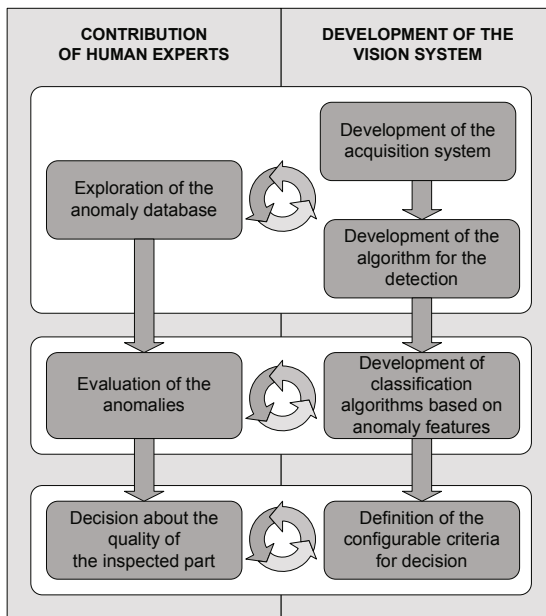 CONTRIBUTION
OF HUMAN EXPERTS
DEVELOPMENT OF THE
VISION SYSTEM
Development of the
acquisition system
Exploration of the
anomaly database
Development of the
algorithm for the
detection
Evaluation of the
anomalies
Development of
classification
algorithms based on
anomaly features
Decision about the
quality of
the inspected part
Definition of the
configurable criteria
for decision